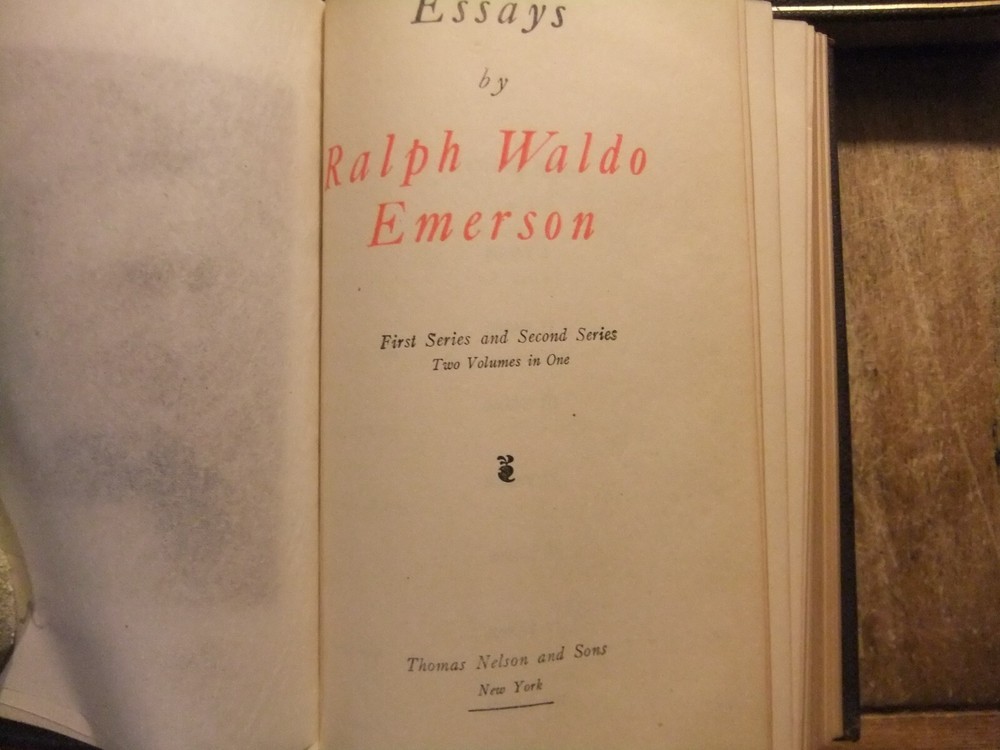 Essays
by
Ralph Waldo
Emerson
First Series and Second Series
Two Volumes in One
Thomas Nelson and Sons
New York